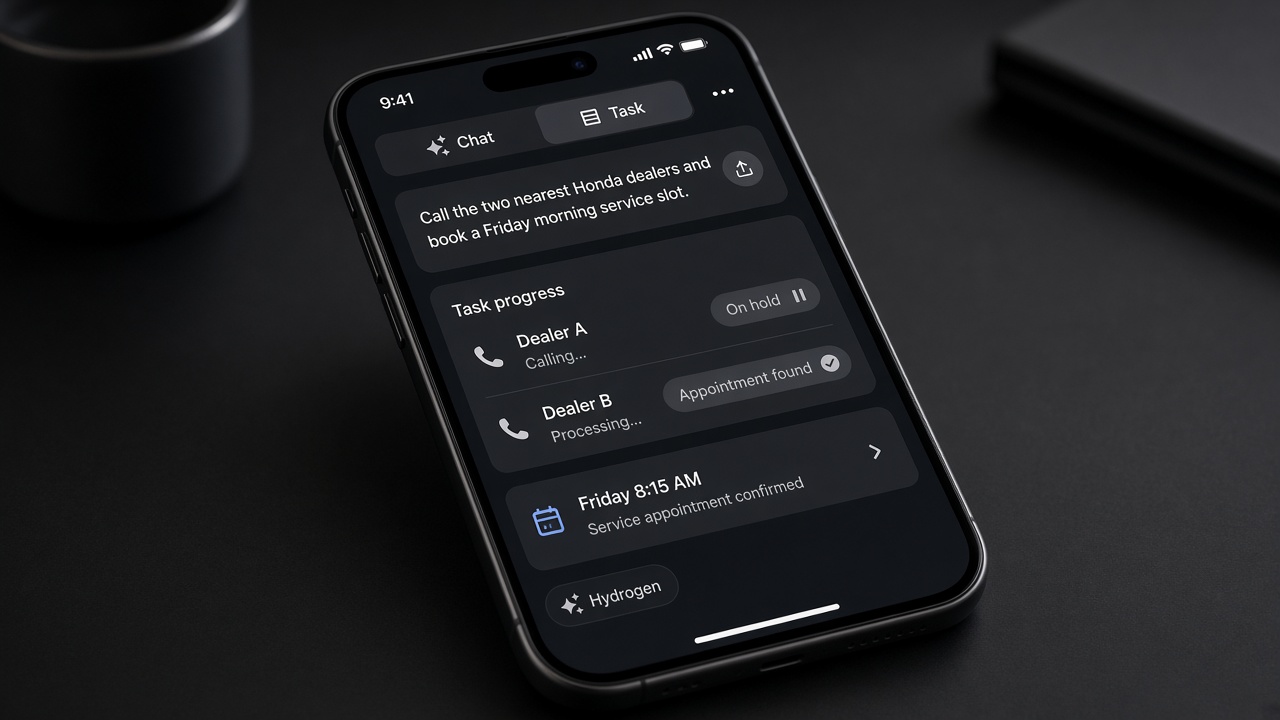 9:41
Chat
Task
Call the two nearest Honda dealers and
book a Friday morning service slot.
Task progress
Dealer A
Calling...
On hold
Dealer B
Processing...
Appointment found
Friday 8:15 AM
Service appointment confirmed
Hydrogen